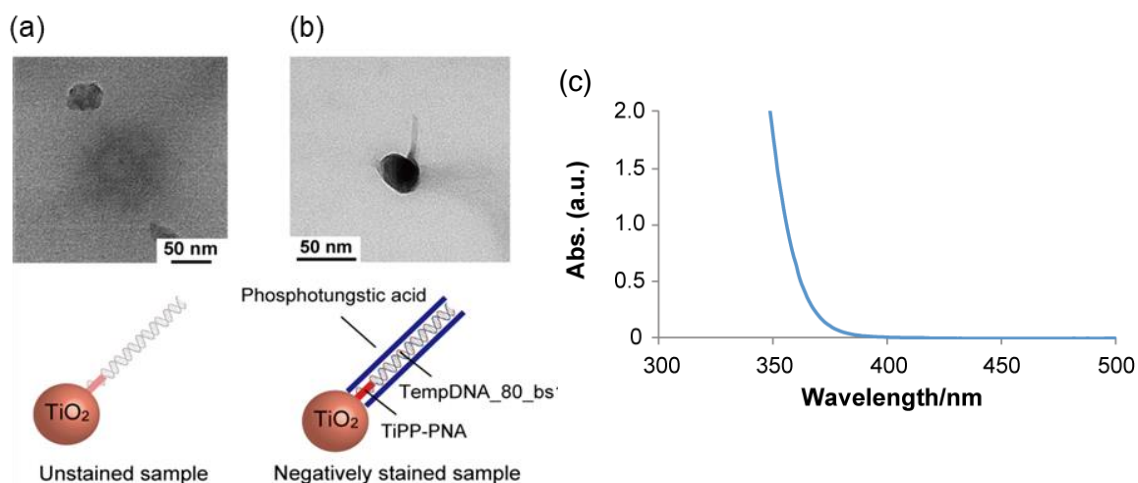 (a)
(b)
(c)
50 nm
50 nm
Phosphotungstic acid
TiO₂
TiO₂
TempDNA_80_bs
TiPP-PNA
Unstained sample
Negatively stained sample
Abs. (a.u.)
2.0
1.5
1.0
0.5
0
300
350
400
450
500
Wavelength/nm